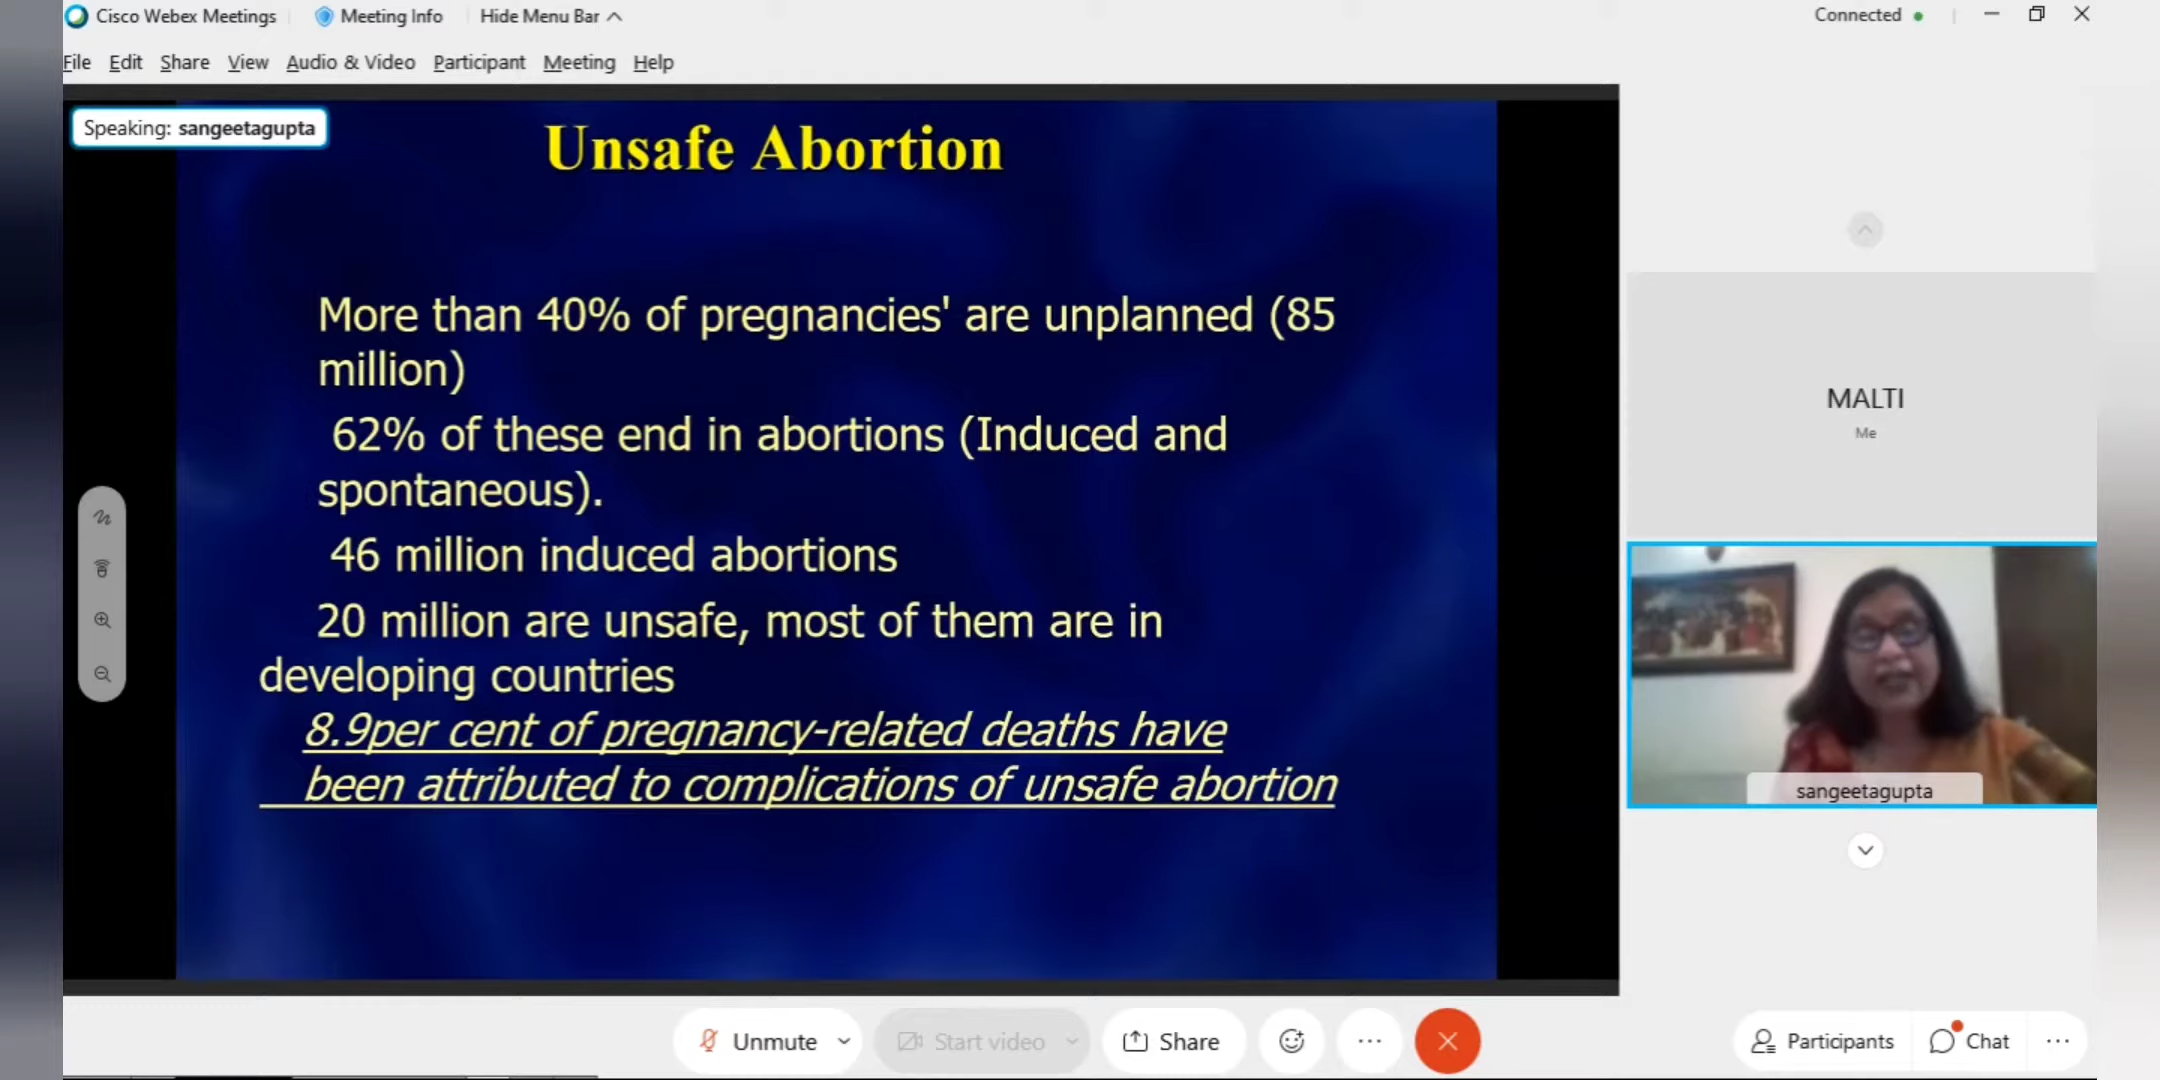 Cisco Webex Meetings Meeting Info Hide Menu Bar Connected
File Edit Share View Audio & Video Participant Meeting Help
Speaking: sangeetagupta
Unsafe Abortion
More than 40% of pregnancies' are unplanned (85
million)
62% of these end in abortions (Induced and
spontaneous).
46 million induced abortions
20 million are unsafe, most of them are in
developing countries
8.9per cent of pregnancy-related deaths have
been attributed to complications of unsafe abortion
MALTI
Me
sangeetagupta
Unmute Start video Share Participants Chat